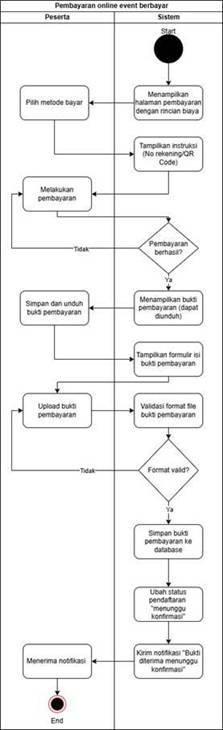 Pembayaran online event berbayar
Peserta
Sistem
Start
Menampilkan
halaman pembayaran
dengan rincian biaya
Pilih metode bayar
Tampilkan instruksi
(No rekening/QR
Code)
Melakukan
pembayaran
Pembayaran
berhasil?
Tidak
Ya
Menampilkan bukti
pembayaran (dapat
diunduh)
Simpan dan unduh
bukti pembayaran
Tampilkan formulir isi
bukti pembayaran
Upload bukti
pembayaran
Validasi format file
bukti pembayaran
Format valid?
Tidak
Ya
Simpan bukti
pembayaran ke
database
Ubah status
pendaftaran
"menunggu
konfirmasi"
Kirim notifikasi "Bukti
diterima menunggu
konfirmasi"
Menerima notifikasi
End